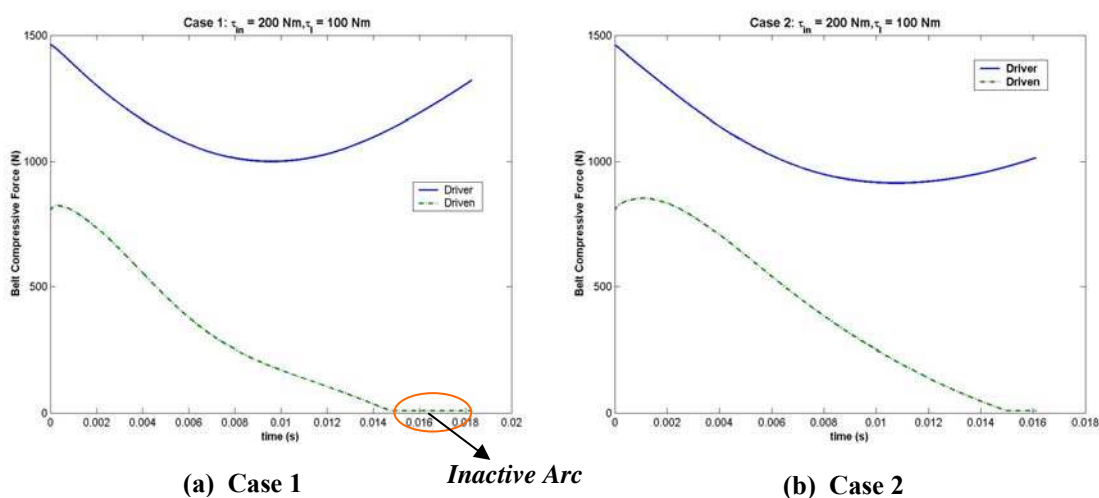 Case 1: τin = 200 Nm,τl = 100 Nm
1500
1000
500
0
Belt Compressive Force (N)
Driver
Driven
0
0.002
0.004
0.006
0.008
0.01
0.012
0.014
0.016
0.018
0.02
time (s)
Inactive Arc
(a) Case 1
Case 2: τin = 200 Nm,τl = 100 Nm
1500
1000
500
0
Belt Compressive Force (N)
Driver
Driven
0
0.002
0.004
0.006
0.008
0.01
0.012
0.014
0.016
0.018
time (s)
(b) Case 2